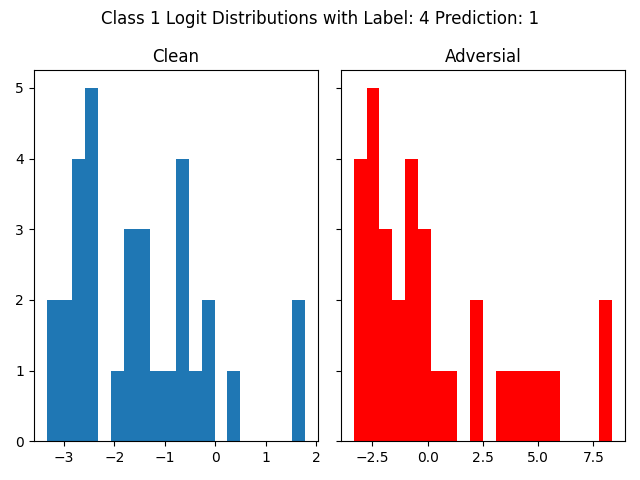 Class 1 Logit Distributions with Label: 4 Prediction: 1
Clean
Adversial
5
4
3
2
1
0
−3 −2 −1 0 1 2
−2.5 0.0 2.5 5.0 7.5